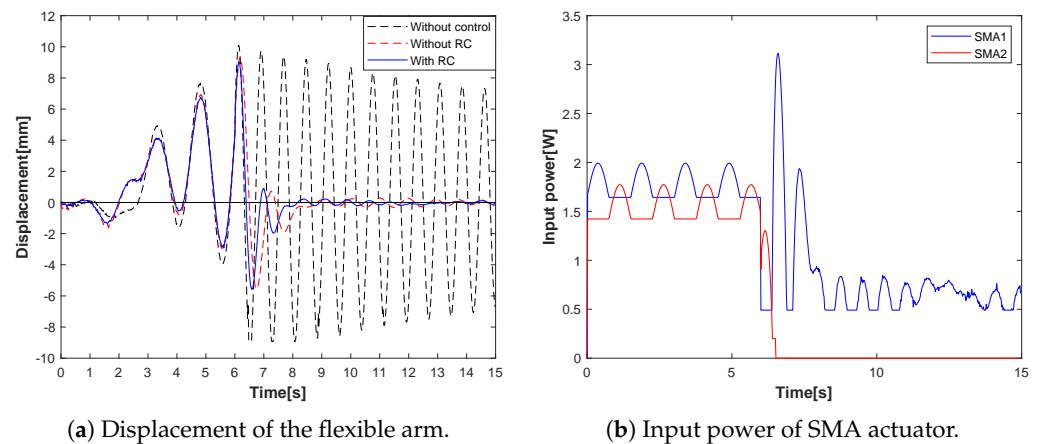 12
10
8
6
4
2
0
-2
-4
-6
-8
-10
Displacement[mm]
0 1 2 3 4 5 6 7 8 9 10 11 12 13 14 15
Time[s]
Without control
Without RC
With RC
(a) Displacement of the flexible arm.
3.5
3
2.5
2
1.5
1
0.5
0
Input power[W]
0 5 10 15
Time[s]
SMA1
SMA2
(b) Input power of SMA actuator.